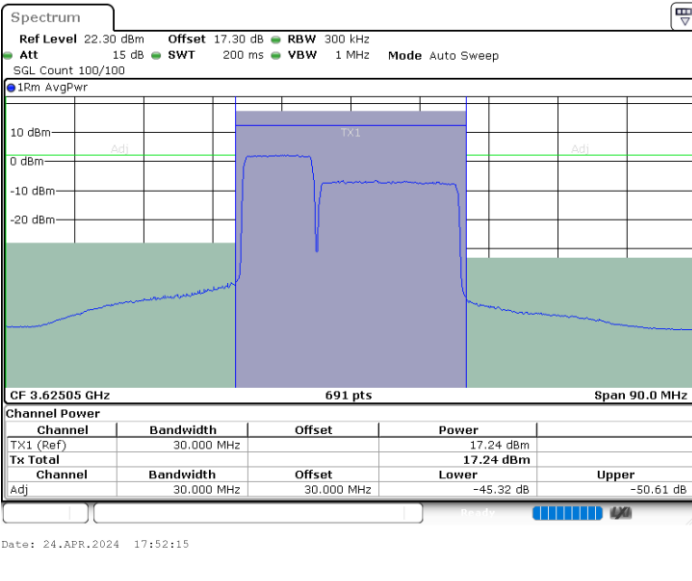 Spectrum
Ref Level 22.30 dBm Offset 17.30 dB RBW 300 kHz
Att 15 dB SWT 200 ms VBW 1 MHz Mode Auto Sweep
SGL Count 100/100
1Rm AvgPwr
10 dBm
TX1
Adj Adj
0 dBm
-10 dBm
-20 dBm
CF 3.62505 GHz 691 pts Span 90.0 MHz
Channel Power
Channel Bandwidth Offset Power
TX1 (Ref) 30.000 MHz 17.24 dBm
Tx Total 17.24 dBm
Channel Bandwidth Offset Lower Upper
Adj 30.000 MHz 30.000 MHz -45.32 dB -50.61 dB
Ready
Date: 24.APR.2024 17:52:15